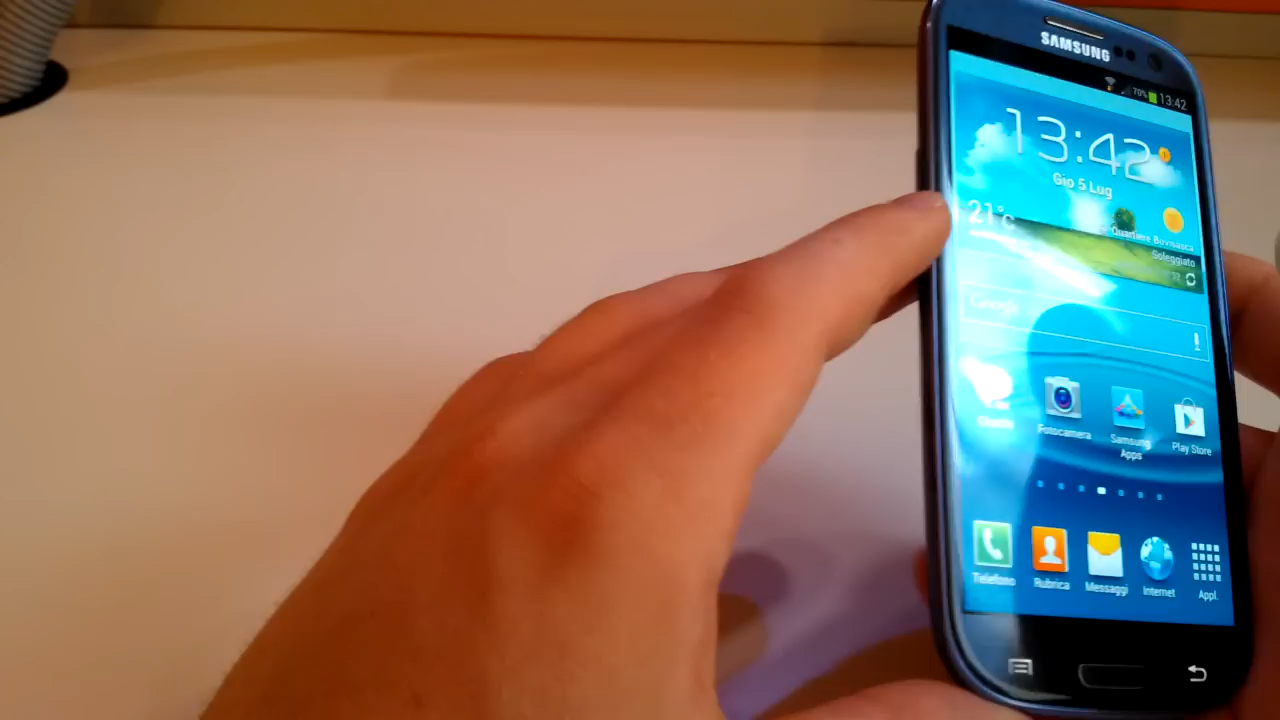 SAMSUNG
70% 13:42
13:42
Gio 5 Lug
21°c
Quartiere Buvnasca
Soleggiato
Google
Fotocamera
Samsung
Apps
Play Store
Telefono
Rubrica
Messaggi
Internet
Appl.